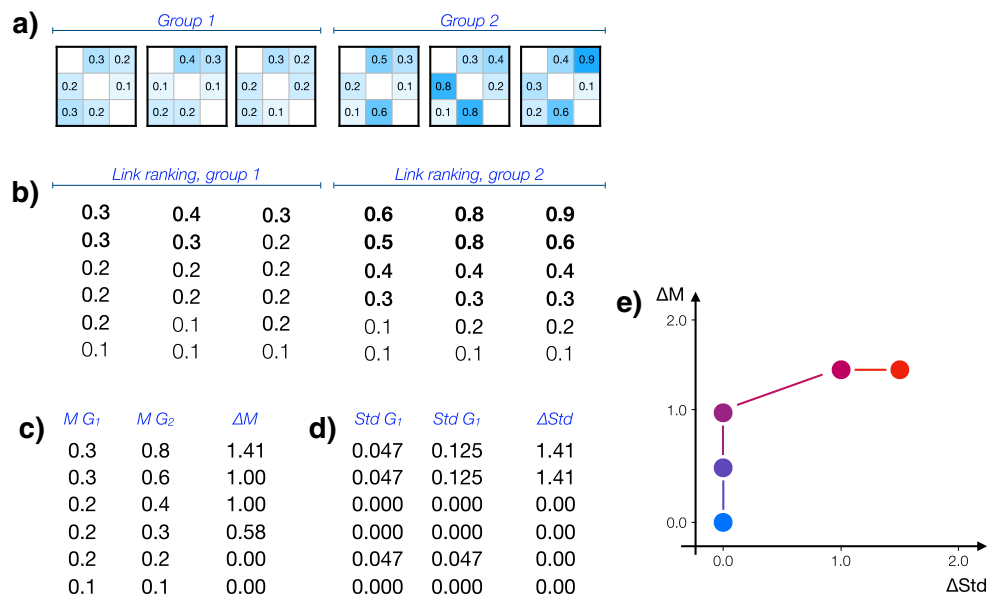 a)
Group 1
Group 2
0.3 0.2 0.4 0.3 0.3 0.2 0.5 0.3 0.3 0.4 0.4 0.9
0.2 0.1 0.1 0.1 0.2 0.2 0.2 0.1 0.8 0.2 0.3 0.1
0.3 0.2 0.2 0.2 0.2 0.1 0.1 0.6 0.1 0.8 0.2 0.6
b)
Link ranking, group 1
Link ranking, group 2
0.3 0.4 0.3 0.6 0.8 0.9
0.3 0.3 0.2 0.5 0.8 0.6
0.2 0.2 0.2 0.4 0.4 0.4
0.2 0.2 0.2 0.3 0.3 0.3
0.2 0.1 0.2 0.1 0.2 0.2
0.1 0.1 0.1 0.1 0.1 0.1
c)
M G₁ M G₂ ΔM
0.3 0.8 1.41
0.3 0.6 1.00
0.2 0.4 1.00
0.2 0.3 0.58
0.2 0.2 0.00
0.1 0.1 0.00
d)
Std G₁ Std G₁ ΔStd
0.047 0.125 1.41
0.047 0.125 1.41
0.000 0.000 0.00
0.000 0.000 0.00
0.047 0.047 0.00
0.000 0.000 0.00
e)
ΔM
2.0
1.0
0.0
0.0 1.0 2.0
ΔStd